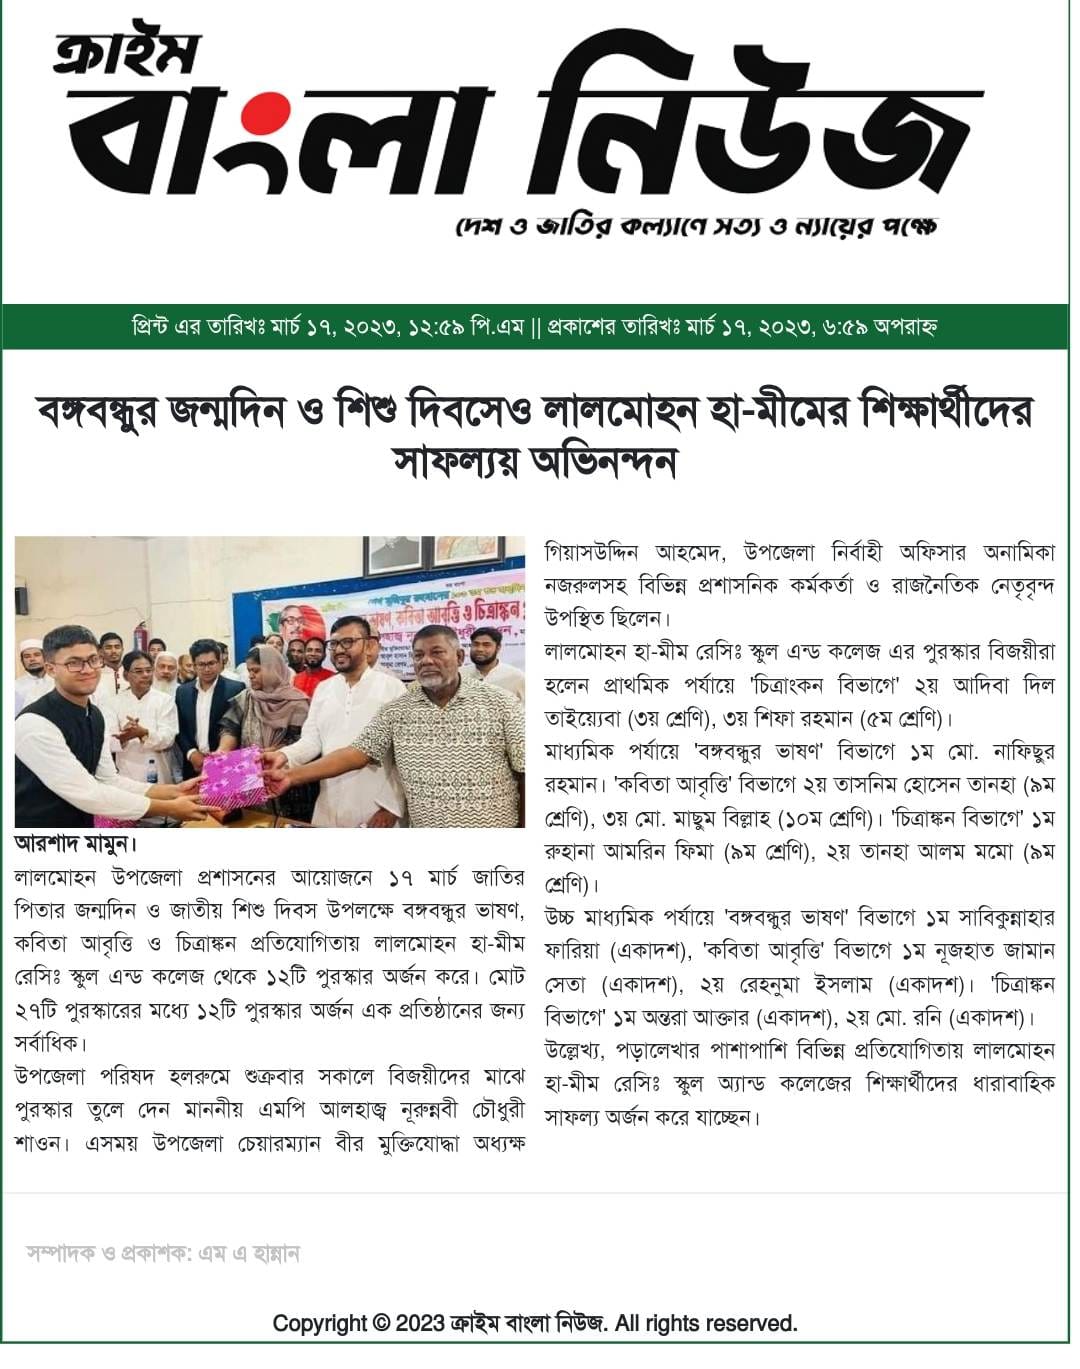 ক্রাইম
বাংলা নিউজ
দেশ ও জাতির কল্যাণে সত্য ও ন্যায়ের পক্ষে
প্রিন্ট এর তারিখঃ মার্চ ১৭, ২০২৩, ১২:৫৯ পি.এম || প্রকাশের তারিখঃ মার্চ ১৭, ২০২৩, ৬:৫৯ অপরাহ্ন
বঙ্গবন্ধুর জন্মদিন ও শিশু দিবসেও লালমোহন হা-মীমের শিক্ষার্থীদের
সাফল্যয় অভিনন্দন
ভাষণ, কবিতা আবৃত্তি ও চিত্রাঙ্কন
আরশাদ মামুন।
লালমোহন উপজেলা প্রশাসনের আয়োজনে ১৭ মার্চ জাতির
পিতার জন্মদিন ও জাতীয় শিশু দিবস উপলক্ষে বঙ্গবন্ধুর ভাষণ,
কবিতা আবৃত্তি ও চিত্রাঙ্কন প্রতিযোগিতায় লালমোহন হা-মীম
রেসিঃ স্কুল এন্ড কলেজ থেকে ১২টি পুরস্কার অর্জন করে। মোট
২৭টি পুরস্কারের মধ্যে ১২টি পুরস্কার অর্জন এক প্রতিষ্ঠানের জন্য
সর্বাধিক।
উপজেলা পরিষদ হলরুমে শুক্রবার সকালে বিজয়ীদের মাঝে
পুরস্কার তুলে দেন মাননীয় এমপি আলহাজ্ব নূরুন্নবী চৌধুরী
শাওন। এসময় উপজেলা চেয়ারম্যান বীর মুক্তিযোদ্ধা অধ্যক্ষ
গিয়াসউদ্দিন আহমেদ, উপজেলা নির্বাহী অফিসার অনামিকা
নজরুলসহ বিভিন্ন প্রশাসনিক কর্মকর্তা ও রাজনৈতিক নেতৃবৃন্দ
উপস্থিত ছিলেন।
লালমোহন হা-মীম রেসিঃ স্কুল এন্ড কলেজ এর পুরস্কার বিজয়ীরা
হলেন প্রাথমিক পর্যায়ে 'চিত্রাংকন বিভাগে' ২য় আদিবা দিল
তাইয়্যেবা (৩য় শ্রেণি), ৩য় শিফা রহমান (৫ম শ্রেণি)।
মাধ্যমিক পর্যায়ে 'বঙ্গবন্ধুর ভাষণ' বিভাগে ১ম মো. নাফিছুর
রহমান। 'কবিতা আবৃত্তি' বিভাগে ২য় তাসনিম হোসেন তানহা (৯ম
শ্রেণি), ৩য় মো. মাছুম বিল্লাহ (১০ম শ্রেণি)। 'চিত্রাঙ্কন বিভাগে' ১ম
রুহানা আমরিন ফিমা (৯ম শ্রেণি), ২য় তানহা আলম মমো (৯ম
শ্রেণি)।
উচ্চ মাধ্যমিক পর্যায়ে 'বঙ্গবন্ধুর ভাষণ' বিভাগে ১ম সাবিকুন্নাহার
ফারিয়া (একাদশ), 'কবিতা আবৃত্তি' বিভাগে ১ম নূজহাত জামান
সেতা (একাদশ), ২য় রেহনুমা ইসলাম (একাদশ)। 'চিত্রাঙ্কন
বিভাগে' ১ম অন্তরা আক্তার (একাদশ), ২য় মো. রনি (একাদশ)।
উল্লেখ্য, পড়ালেখার পাশাপাশি বিভিন্ন প্রতিযোগিতায় লালমোহন
হা-মীম রেসিঃ স্কুল অ্যান্ড কলেজের শিক্ষার্থীদের ধারাবাহিক
সাফল্য অর্জন করে যাচ্ছেন।
সম্পাদক ও প্রকাশক: এম এ হান্নান
Copyright © 2023 ক্রাইম বাংলা নিউজ. All rights reserved.